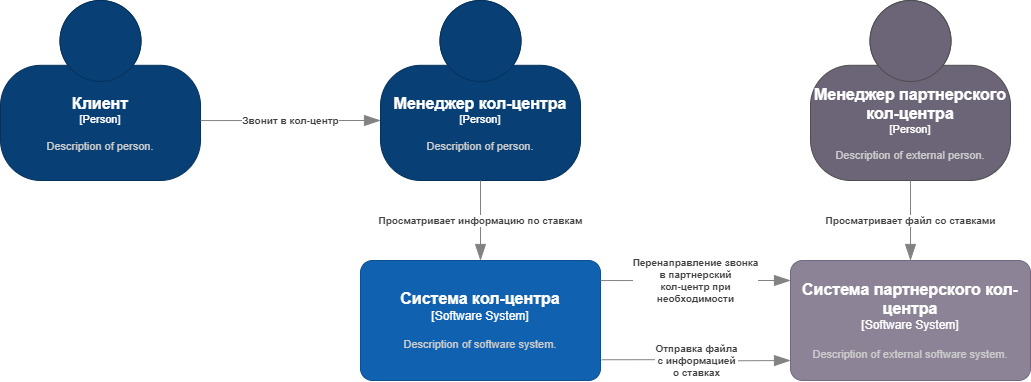 Клиент
[Person]
Description of person.
Звонит в кол-центр
Менеджер кол-центра
[Person]
Description of person.
Менеджер партнерского
кол-центра
[Person]
Description of external person.
Просматривает информацию по ставкам
Просматривает файл со ставками
Система кол-центра
[Software System]
Description of software system.
Перенаправление звонка
в партнерский
кол-центр при
необходимости
Отправка файла
с информацией
о ставках
Система партнерского кол-
центра
[Software System]
Description of external software system.